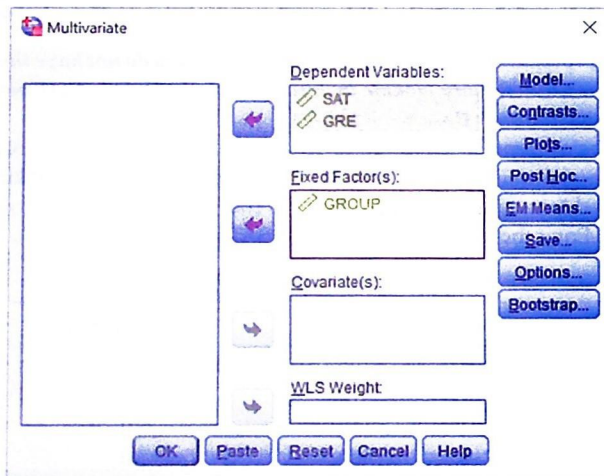 Multivariate
Dependent Variables:
SAT
GRE
Fixed Factor(s):
GROUP
Covariate(s):
WLS Weight:
Model...
Contrasts...
Plots...
Post Hoc...
EM Means...
Save...
Options...
Bootstrap...
OK Paste Reset Cancel Help